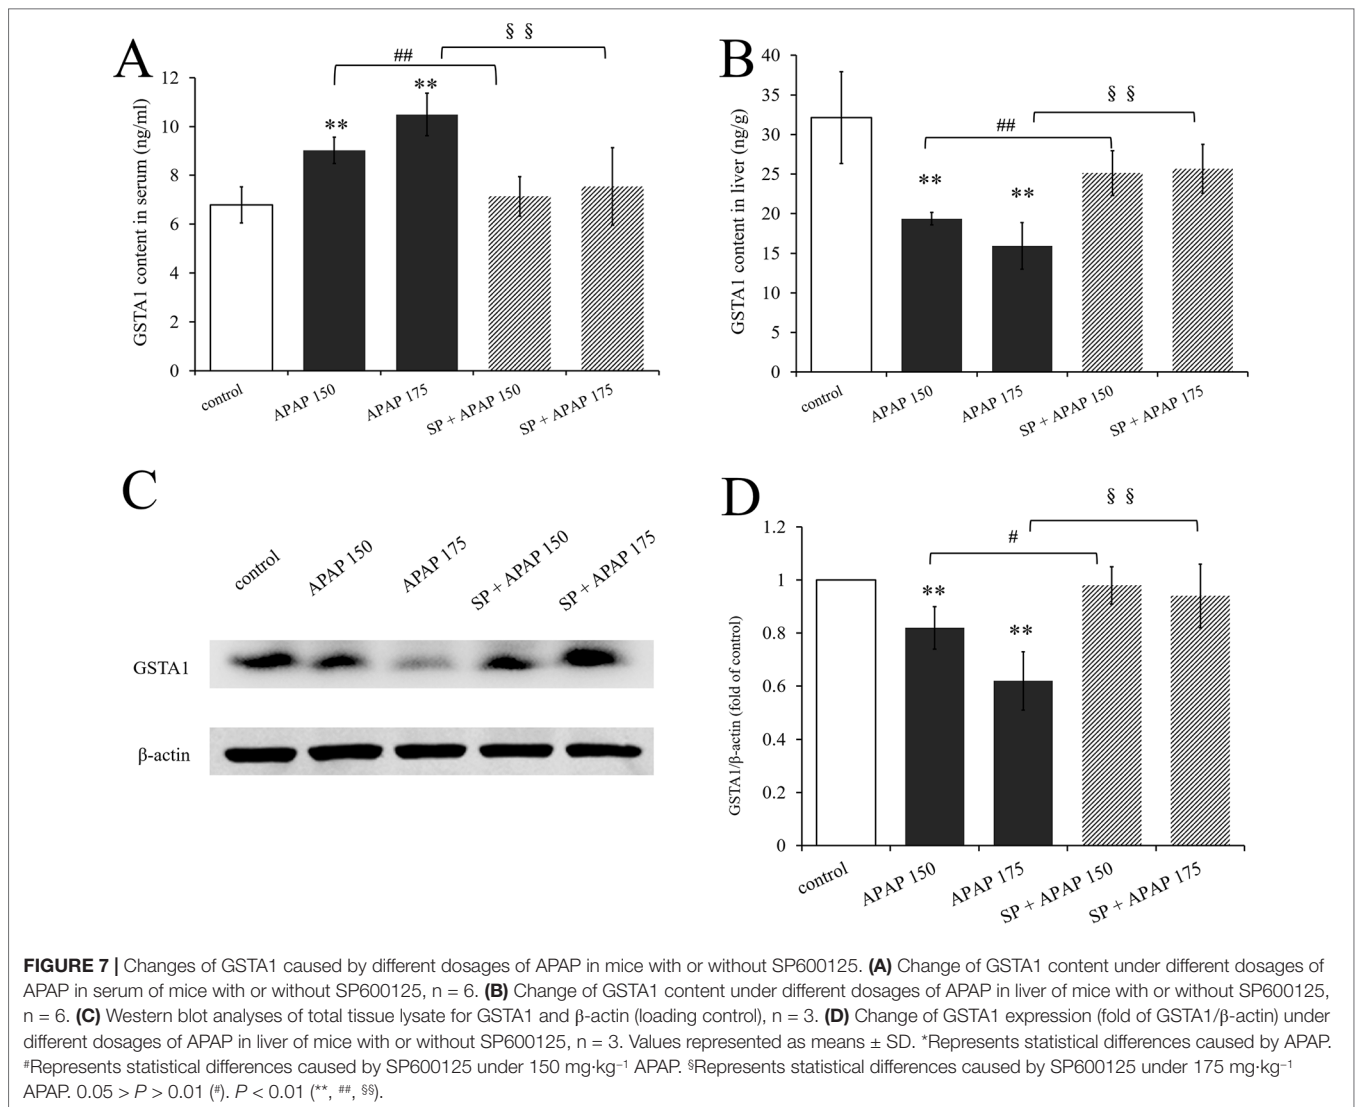 A
GSTA1 content in serum (ng/ml)
12
10
8
6
4
2
0
**
**
##
§ §
control
APAP 150
APAP 175
SP + APAP 150
SP + APAP 175
B
GSTA1 content in liver (ng/g)
40
35
30
25
20
15
10
5
0
**
**
##
§ §
control
APAP 150
APAP 175
SP + APAP 150
SP + APAP 175
C
control
APAP 150
APAP 175
SP + APAP 150
SP + APAP 175
GSTA1
β-actin
D
GSTA1/β-actin (fold of control)
1.2
1
0.8
0.6
0.4
0.2
0
**
**
#
§ §
control
APAP 150
APAP 175
SP + APAP 150
SP + APAP 175
FIGURE 7 | Changes of GSTA1 caused by different dosages of APAP in mice with or without SP600125. (A) Change of GSTA1 content under different dosages of
APAP in serum of mice with or without SP600125, n = 6. (B) Change of GSTA1 content under different dosages of APAP in liver of mice with or without SP600125,
n = 6. (C) Western blot analyses of total tissue lysate for GSTA1 and β-actin (loading control), n = 3. (D) Change of GSTA1 expression (fold of GSTA1/β-actin) under
different dosages of APAP in liver of mice with or without SP600125, n = 3. Values represented as means ± SD. *Represents statistical differences caused by APAP.
#Represents statistical differences caused by SP600125 under 150 mg·kg⁻¹ APAP. §Represents statistical differences caused by SP600125 under 175 mg·kg⁻¹
APAP. 0.05 > P > 0.01 (#). P < 0.01 (**, ##, §§).